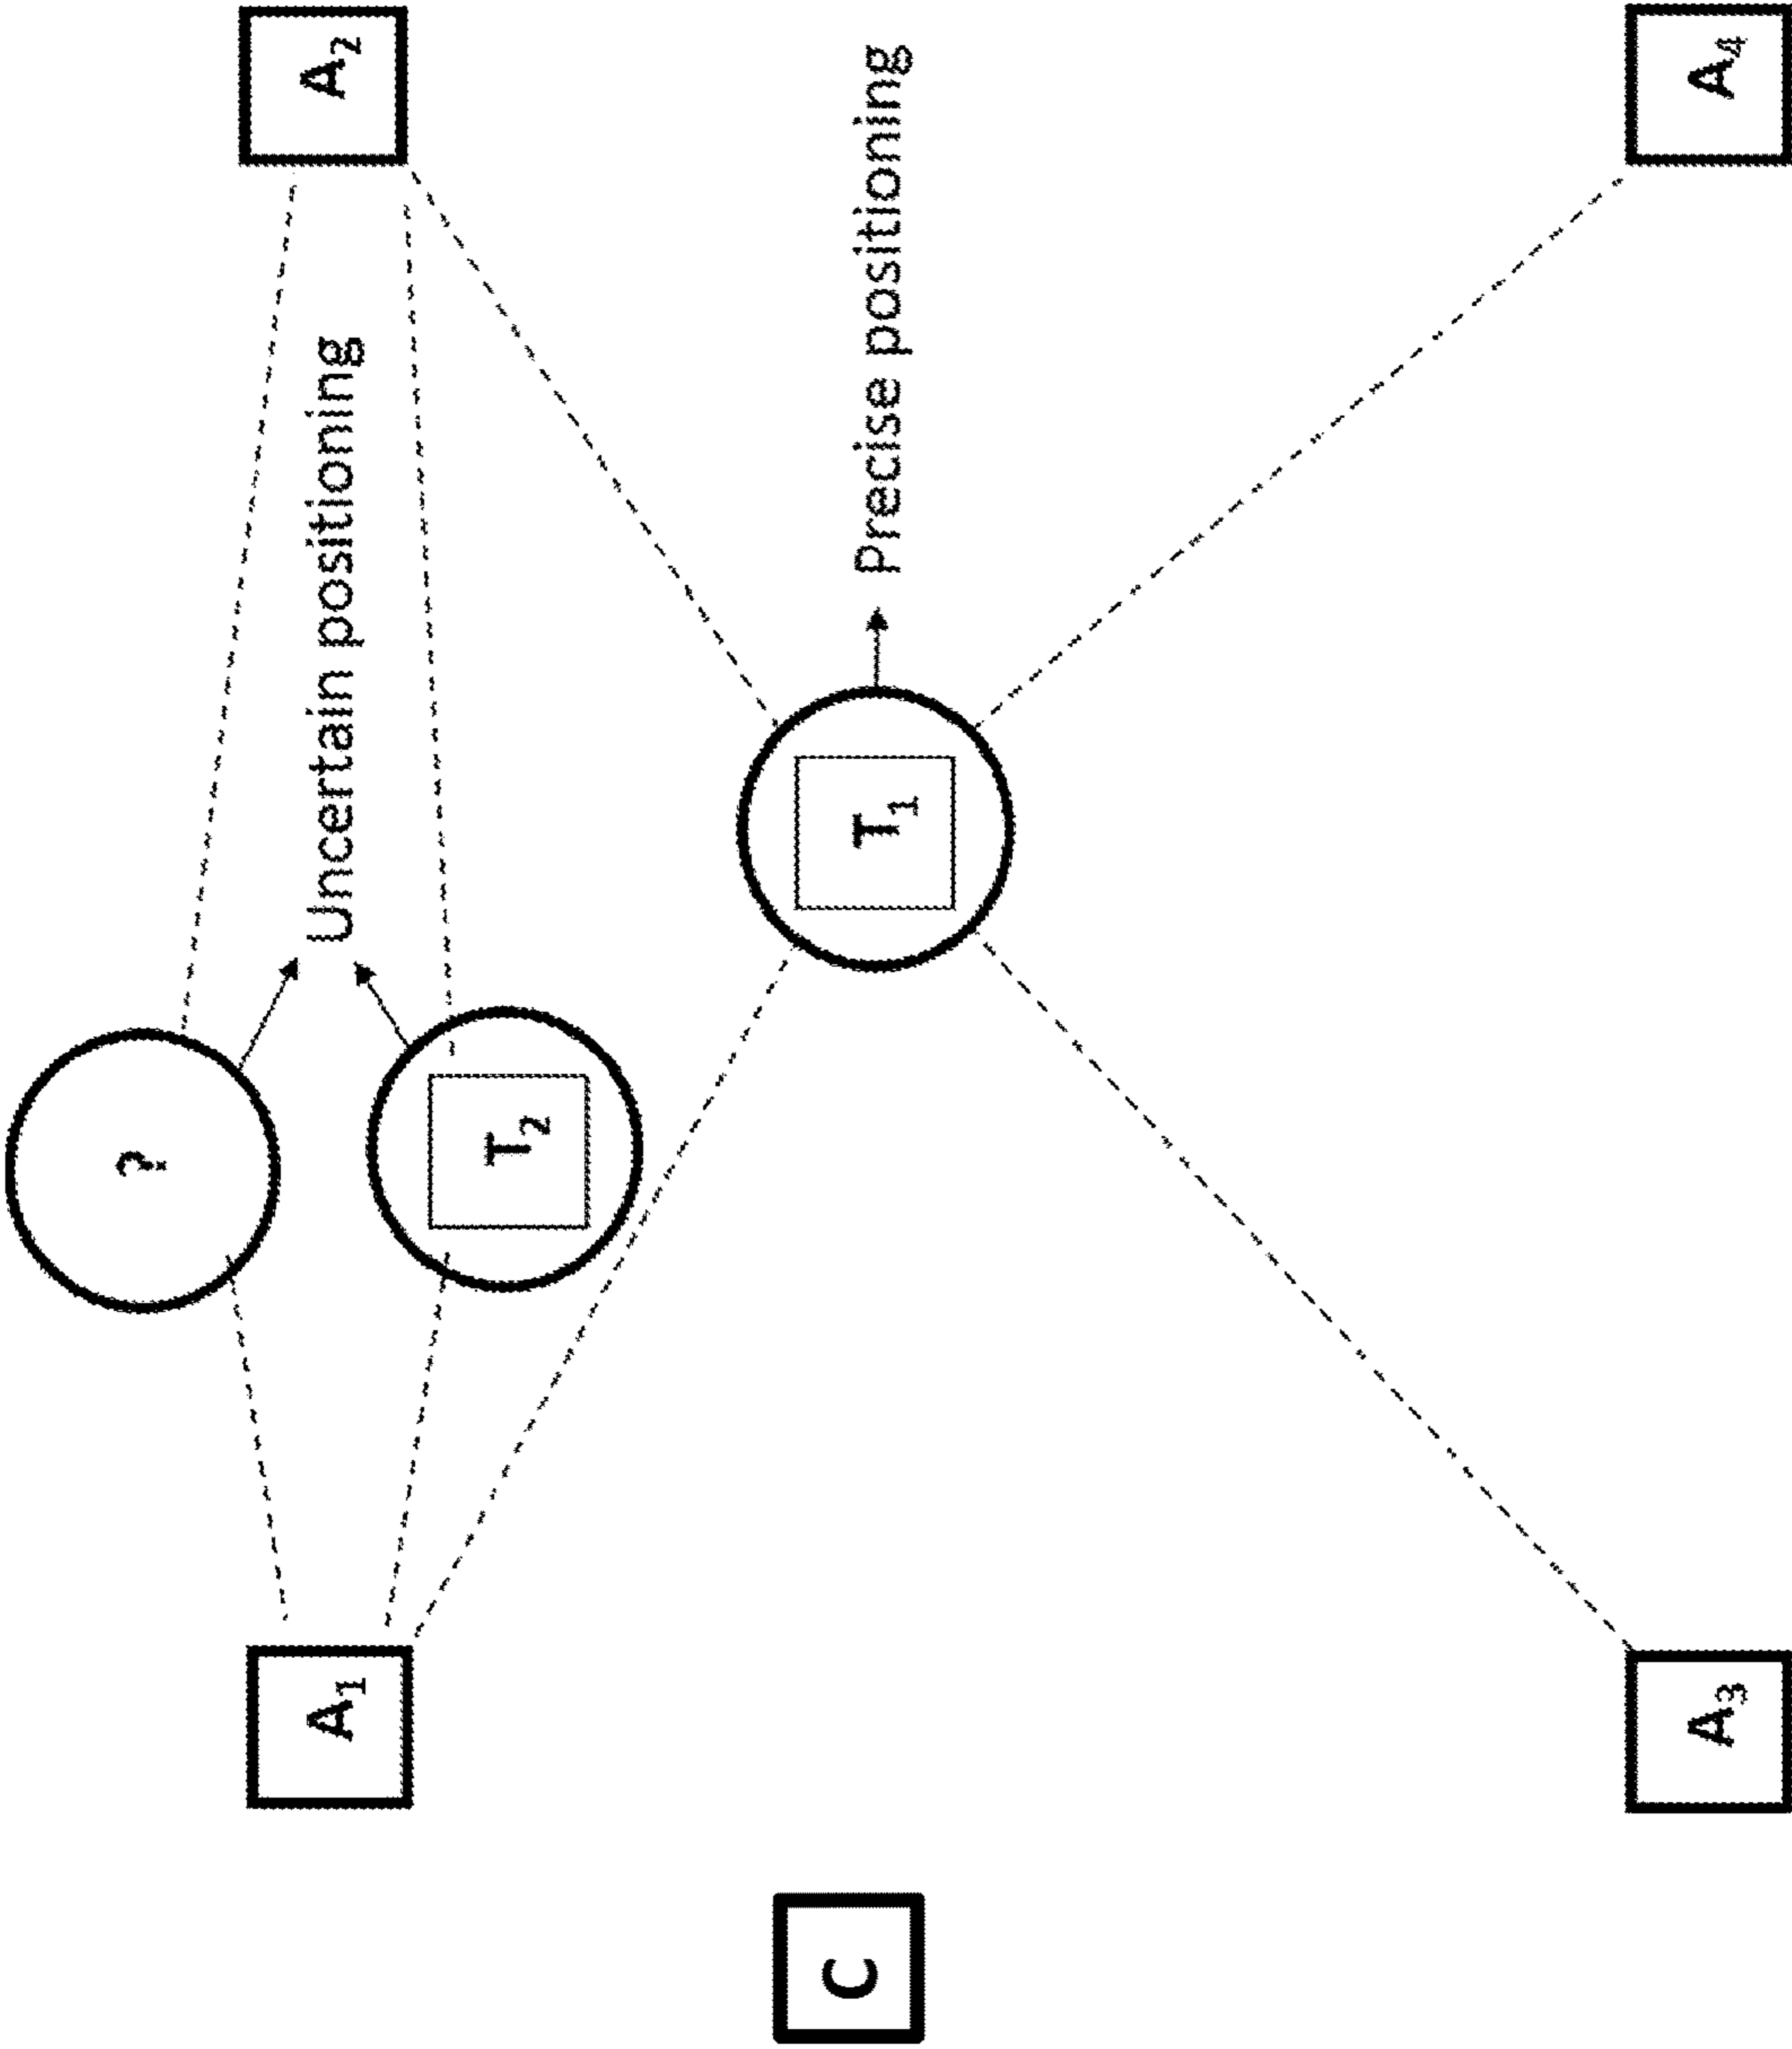 ?
A1
Uncertain positioning
A2
T2
C
T1
Precise positioning
A3
A4